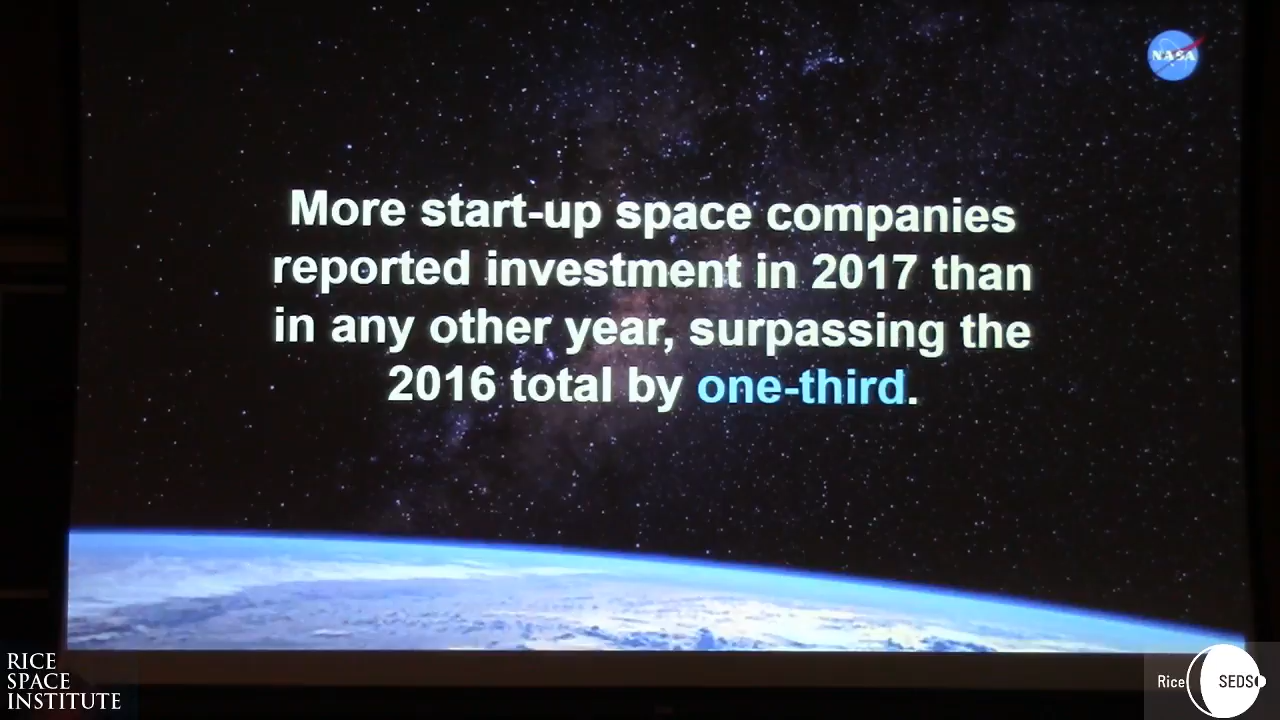 NASA
More start-up space companies
reported investment in 2017 than
in any other year, surpassing the
2016 total by one-third.
RICE
SPACE
INSTITUTE
Rice SEDS